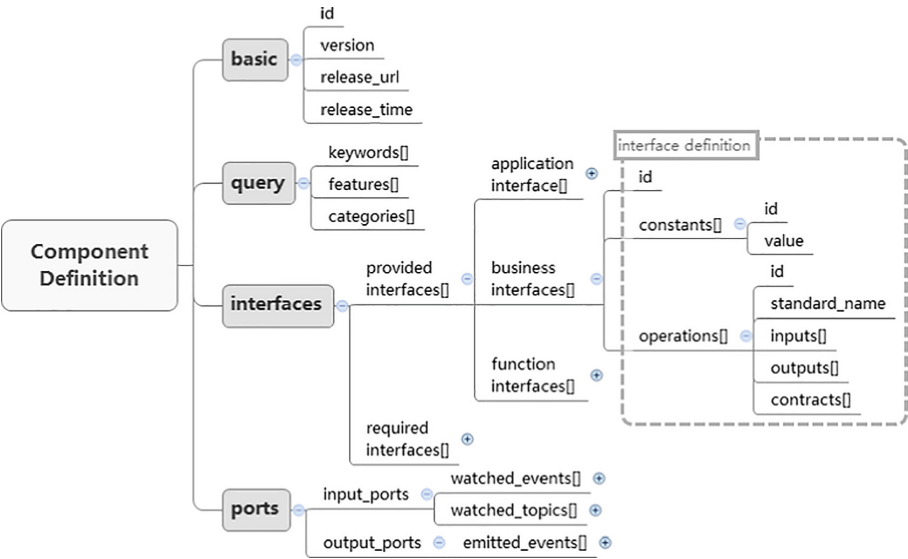 Component
Definition
basic
id
version
release_url
release_time
query
keywords[]
features[]
categories[]
interfaces
provided
interfaces[]
application
interface[]
business
interfaces[]
interface definition
id
constants[]
id
value
operations[]
id
standard_name
inputs[]
outputs[]
contracts[]
function
interfaces[]
required
interfaces[]
ports
input_ports
watched_events[]
watched_topics[]
output_ports
emitted_events[]